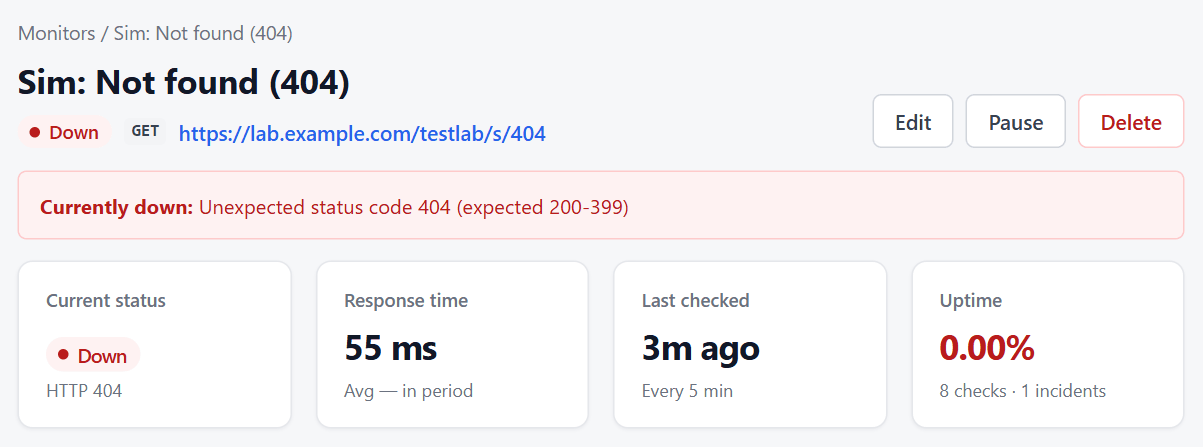 Monitors / Sim: Not found (404)
Sim: Not found (404)
Down GET https://lab.example.com/testlab/s/404
Edit Pause Delete
Currently down: Unexpected status code 404 (expected 200-399)
Current status
Down
HTTP 404
Response time
55 ms
Avg — in period
Last checked
3m ago
Every 5 min
Uptime
0.00%
8 checks · 1 incidents